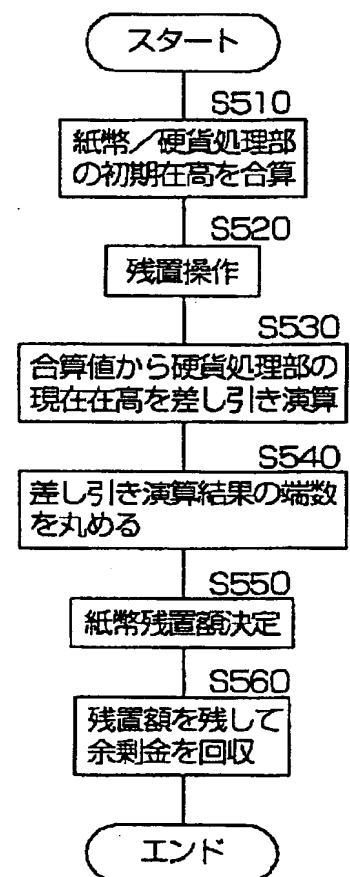 スタート
S510
紙幣／硬貨処理部
の初期在高を合算
S520
残置操作
S530
合算値から硬貨処理部の
現在在高を差し引き演算
S540
差し引き演算結果の端数
を丸める
S550
紙幣残置額決定
S560
残置額を残して
余剰金を回収
エンド